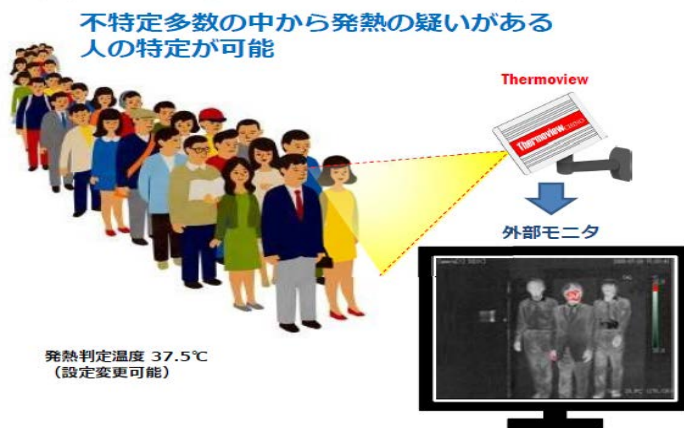 不特定多数の中から発熱の疑いがある
人の特定が可能
Thermoview
Thermoview CHINO
外部モニタ
発熱判定温度 37.5℃
（設定変更可能）